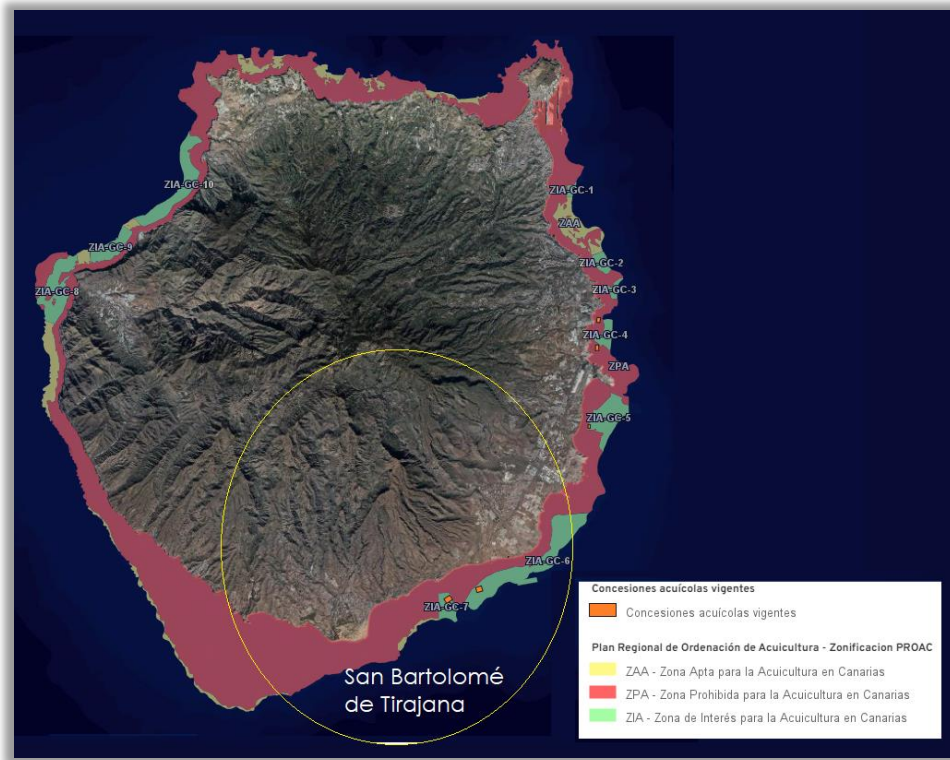 ZIA-GC-10
ZIA-GC-1
ZAA
ZIA-GC-9
ZIA-GC-2
ZIA-GC-8
ZIA-GC-3
ZIA-GC-4
ZPA
ZIA-GC-5
ZIA-GC-6
ZIA-GC-7
San Bartolomé
de Tirajana
Concesiones acuícolas vigentes
Concesiones acuícolas vigentes
Plan Regional de Ordenación de Acuicultura - Zonificacion PROAC
ZAA - Zona Apta para la Acuicultura en Canarias
ZPA - Zona Prohibida para la Acuicultura en Canarias
ZIA - Zona de Interés para la Acuicultura en Canarias